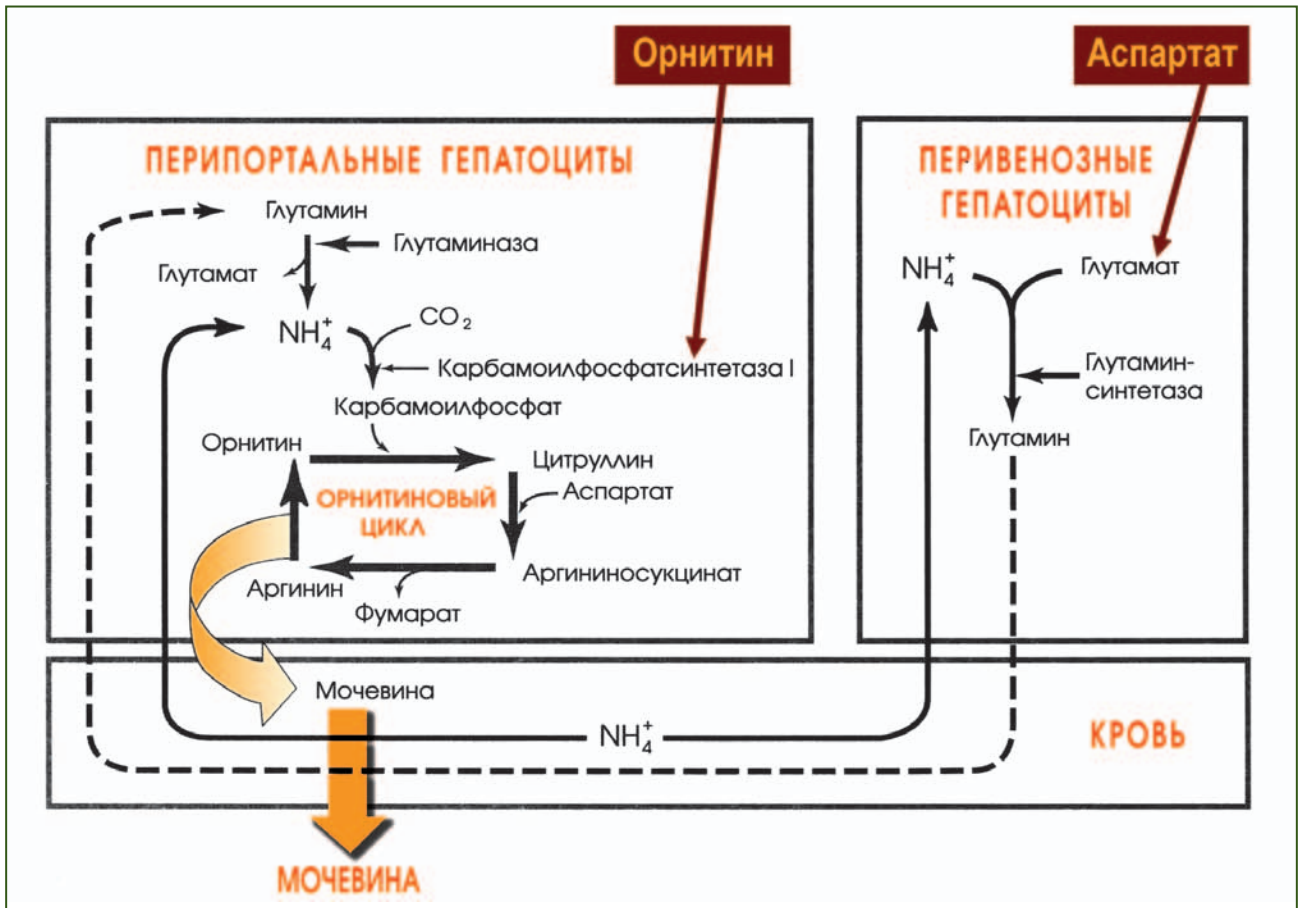 Орнитин
Аспартат
ПЕРИПОРТАЛЬНЫЕ ГЕПАТОЦИТЫ
Глутамин
Глутаминаза
Глутамат
NH₄⁺
CO₂
Карбамоилфосфатсинтетаза I
Карбамоилфосфат
Орнитин
Цитруллин
Аспартат
ОРНИТИНОВЫЙ
ЦИКЛ
Аргинин
Аргининосукцинат
Фумарат
ПЕРИВЕНОЗНЫЕ
ГЕПАТОЦИТЫ
NH₄⁺
Глутамат
Глутамин-
синтетаза
Глутамин
Мочевина
NH₄⁺
КРОВЬ
МОЧЕВИНА